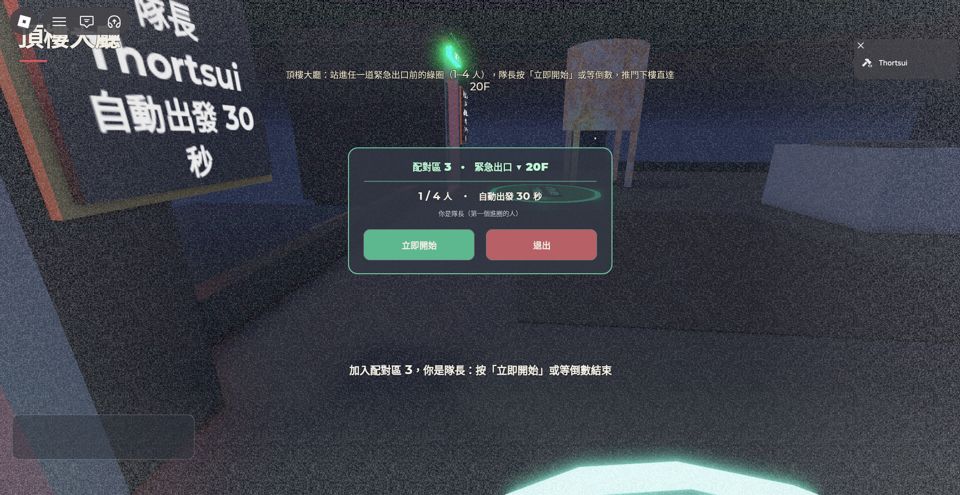 頂樓大廳
隊長
Thortsui
自動出發 30
秒
頂樓大廳：站進任一道緊急出口前的綠圈（1–4 人），隊長按「立即開始」或等倒數，推門下樓直達
20F
Thortsui
配對區 3 • 緊急出口 ▼ 20F
1 / 4 人 • 自動出發 30 秒
你是隊長（第一個進圈的人）
立即開始
退出
加入配對區 3，你是隊長：按「立即開始」或等倒數結束